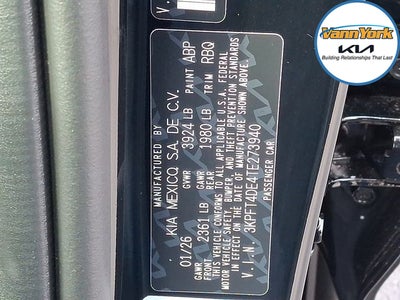 MANUFACTURED BY
KIA MEXICO, S.A. DE C.V.
01/26 GVWR 3924 LB PAINT ABP
GAWR FRONT 2361 LB GAWR REAR 1980 LB TRIM RBQ
THIS VEHICLE CONFORMS TO ALL APPLICABLE U.S.A. FEDERAL
MOTOR VEHICLE SAFETY, BUMPER, AND THEFT PREVENTION STANDARDS
IN EFFECT ON THE DATE OF MANUFACTURE SHOWN ABOVE.
V.I.N. 3KPFT4DE4TE273940
PASSENGER CAR
V.
Vann York
KIA
Building Relationships That Last